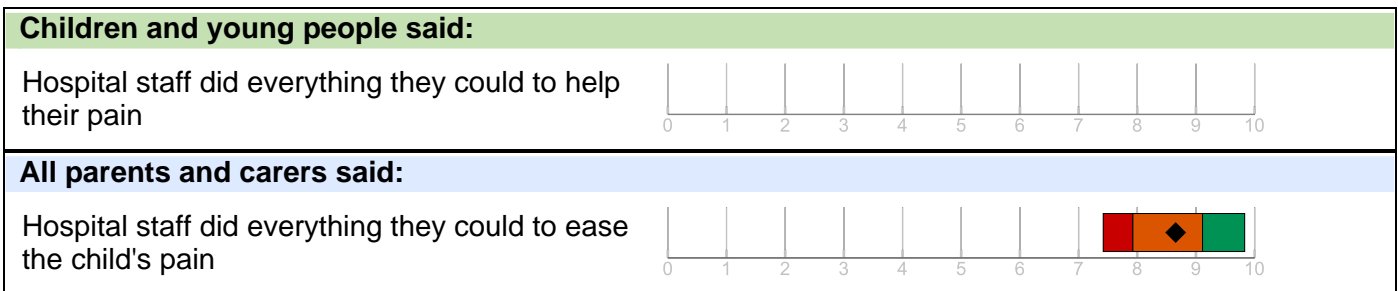 Children and young people said:
Hospital staff did everything they could to help
their pain
0 1 2 3 4 5 6 7 8 9 10
All parents and carers said:
Hospital staff did everything they could to ease
the child's pain
0 1 2 3 4 5 6 7 8 9 10